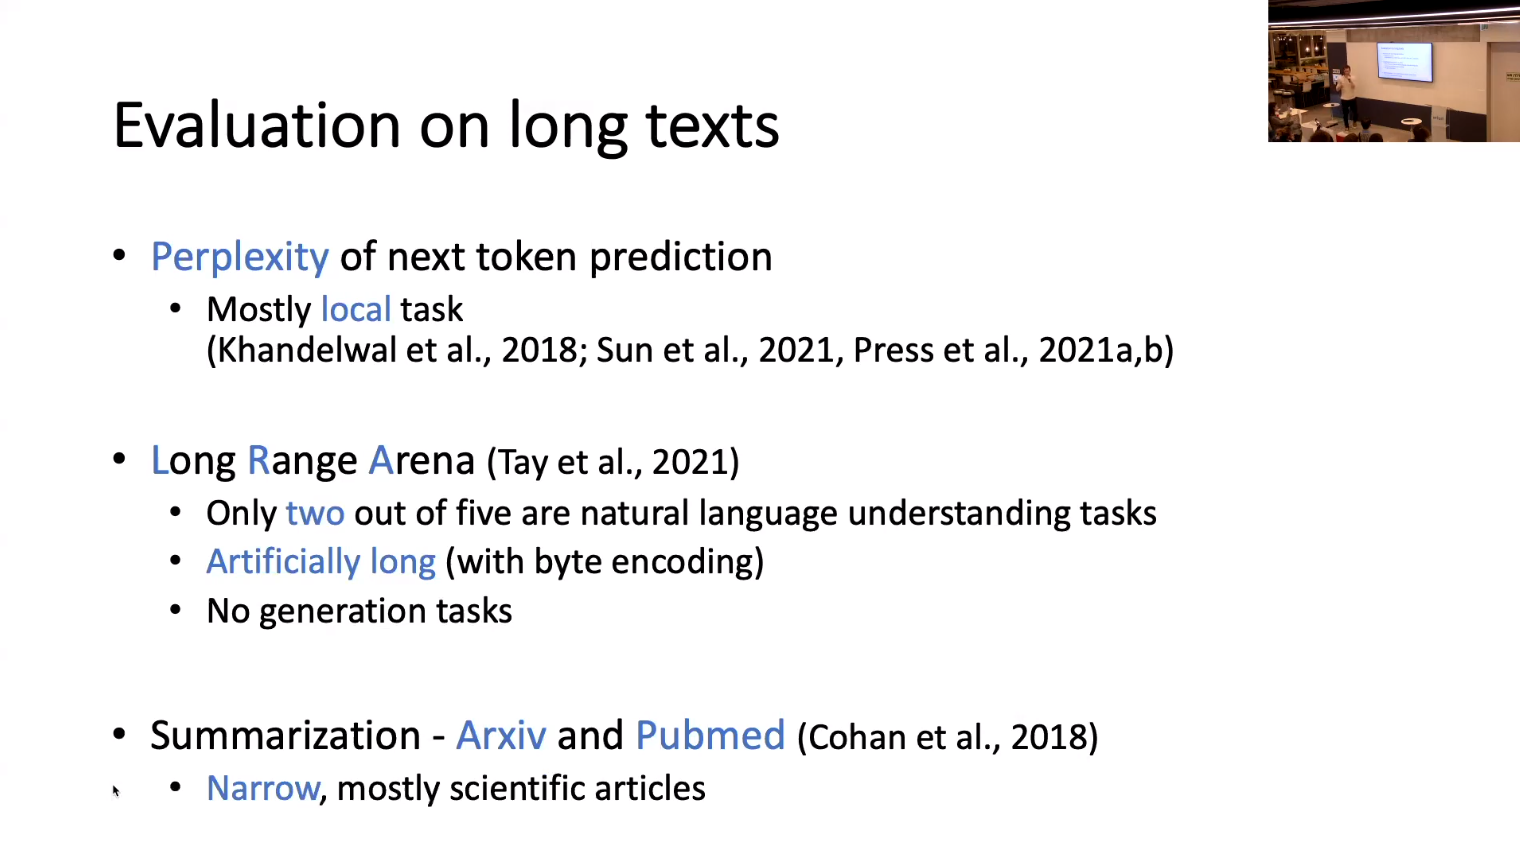 Evaluation on long texts
• Perplexity of next token prediction
• Mostly local task
(Khandelwal et al., 2018; Sun et al., 2021, Press et al., 2021a,b)
• Long Range Arena (Tay et al., 2021)
• Only two out of five are natural language understanding tasks
• Artificially long (with byte encoding)
• No generation tasks
• Summarization - Arxiv and Pubmed (Cohan et al., 2018)
• Narrow, mostly scientific articles